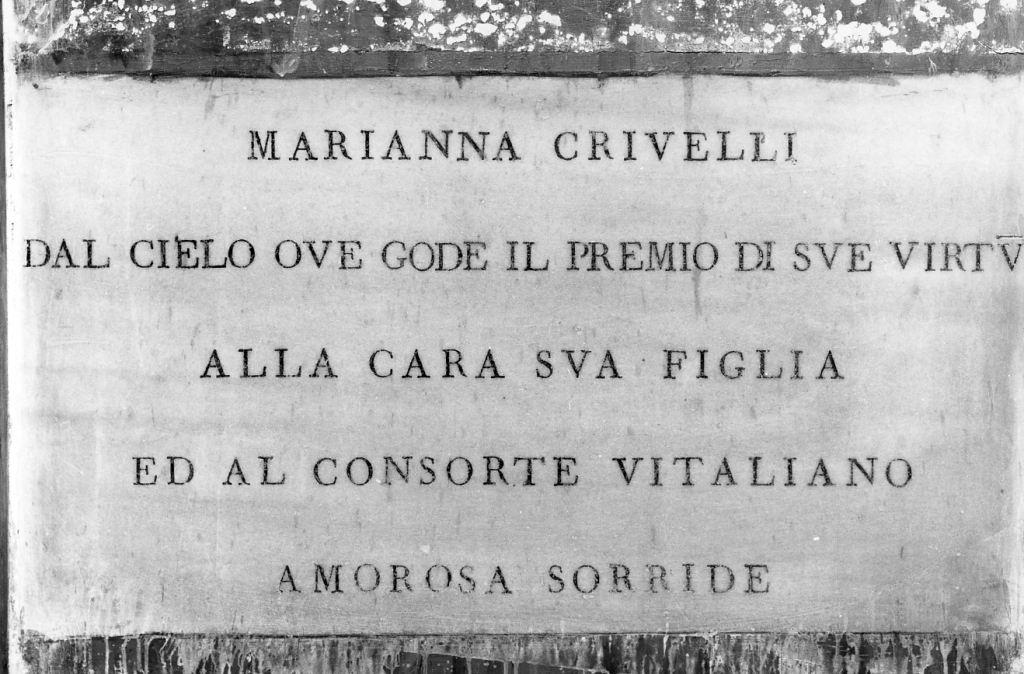 MARIANNA CRIVELLI
DAL CIELO OVE GODE IL PREMIO DI SVE VIRTV̄
ALLA CARA SVA FIGLIA
ED AL CONSORTE VITALIANO
AMOROSA SORRIDE